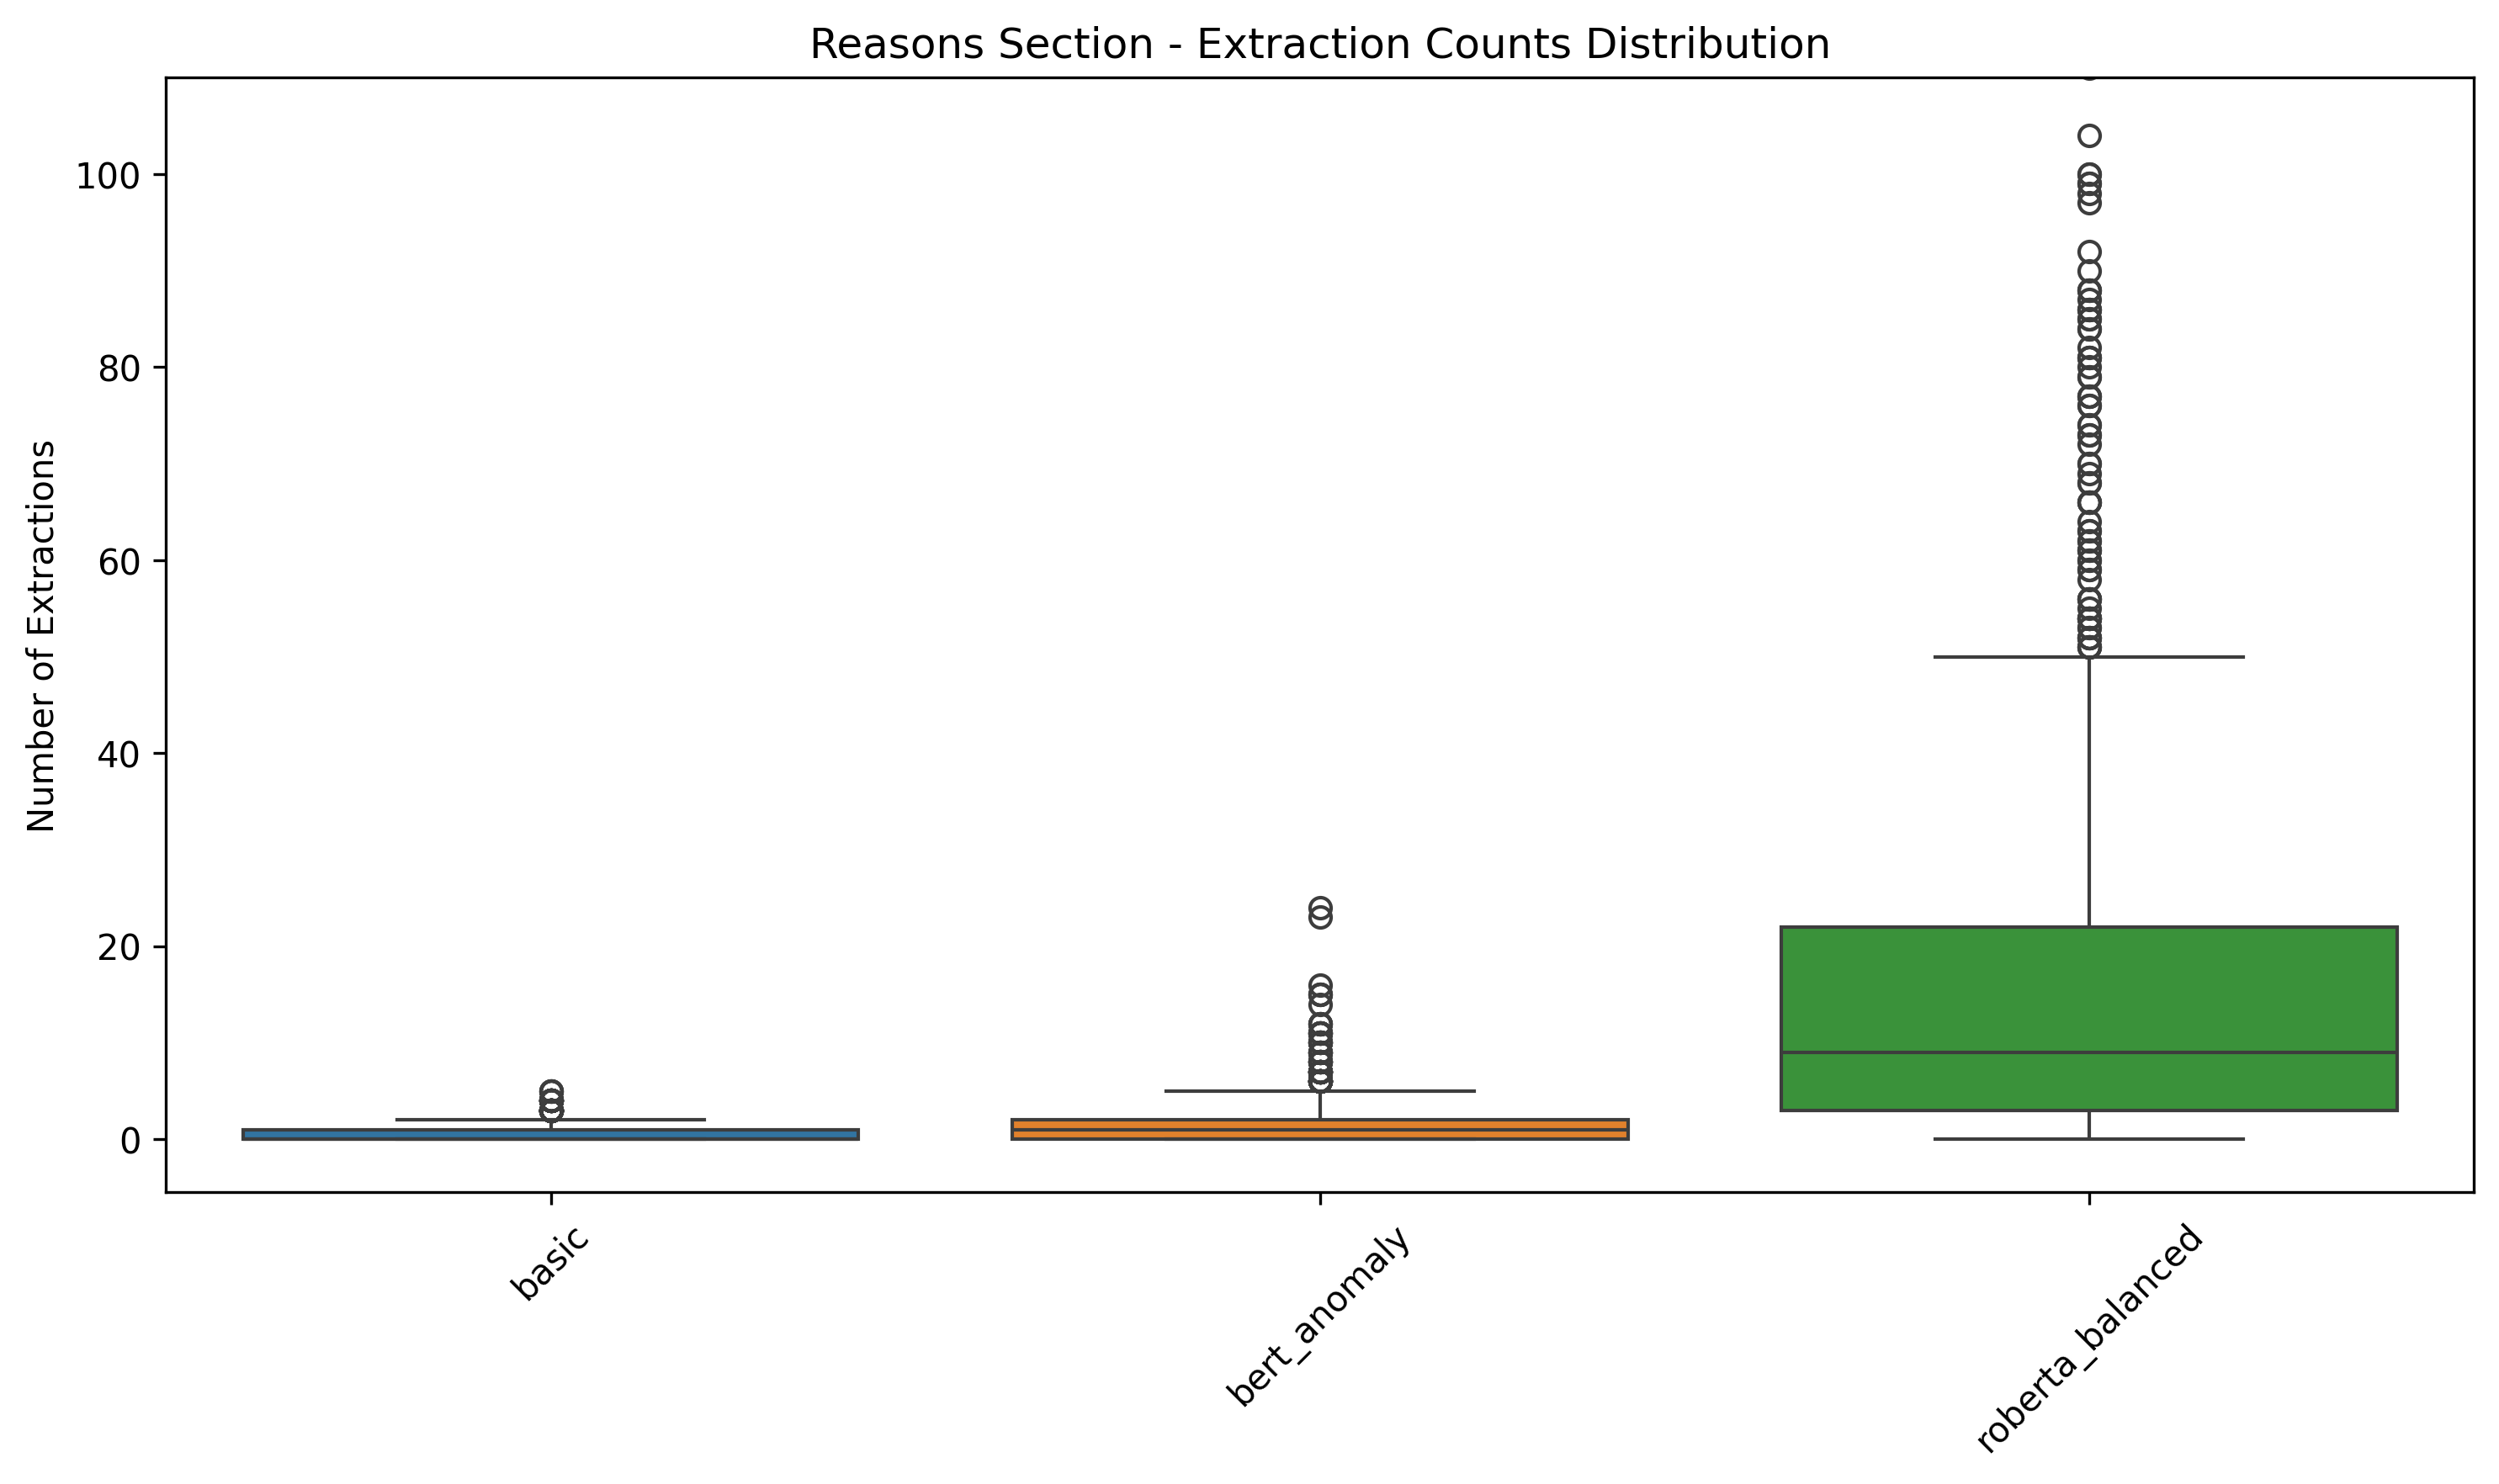 Reasons Section - Extraction Counts Distribution
Number of Extractions
100
80
60
40
20
0
basic
bert_anomaly
roberta_balanced